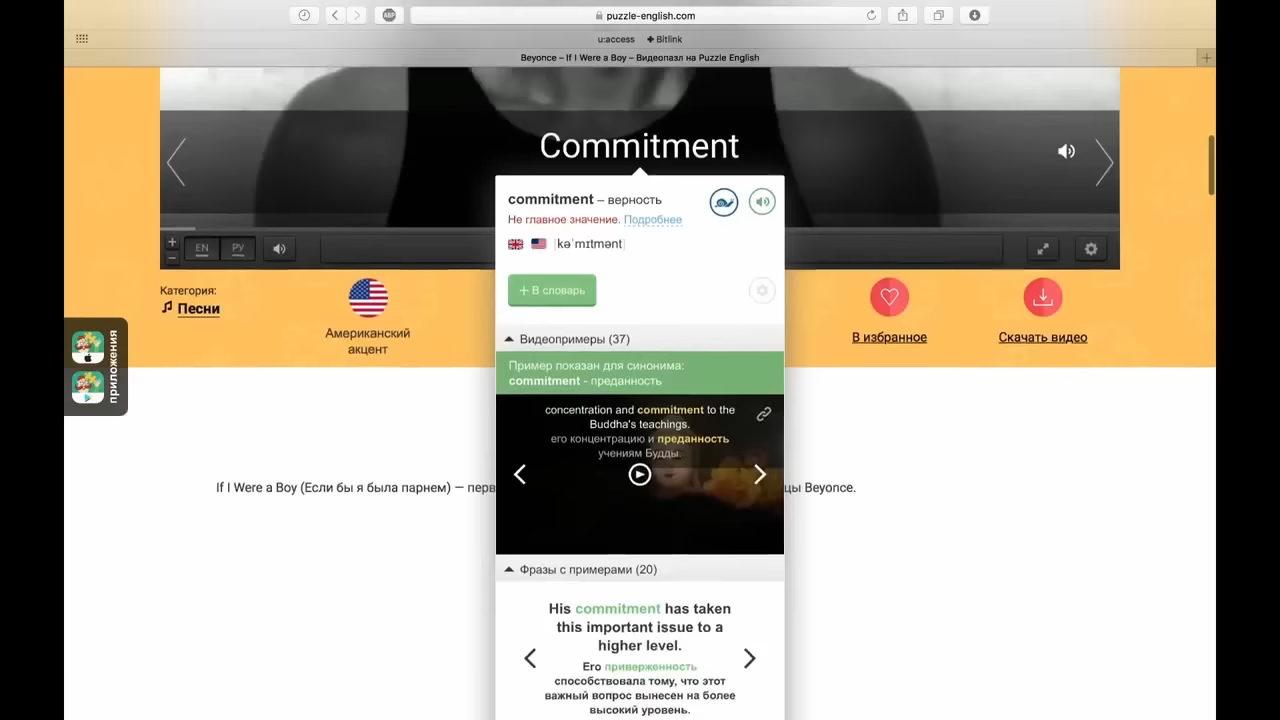 ABP
puzzle-english.com
u:access
Bitlink
Beyonce – If I Were a Boy – Видеопазл на Puzzle English
Commitment
commitment – верность
Не главное значение. Подробнее
[kəˈmɪtmənt]
+ В словарь
+
−
EN
РУ
Категория:
Песни
Американский
акцент
В избранное
Скачать видео
приложения
Видеопримеры (37)
Пример показан для синонима:
commitment - преданность
concentration and commitment to the
Buddha's teachings.
его концентрацию и преданность
учениям Будды.
If I Were a Boy (Если бы я была парнем) — перв
цы Beyonce.
Фразы с примерами (20)
His commitment has taken
this important issue to a
higher level.
Его приверженность
способствовала тому, что этот
важный вопрос вынесен на более
высокий уровень.